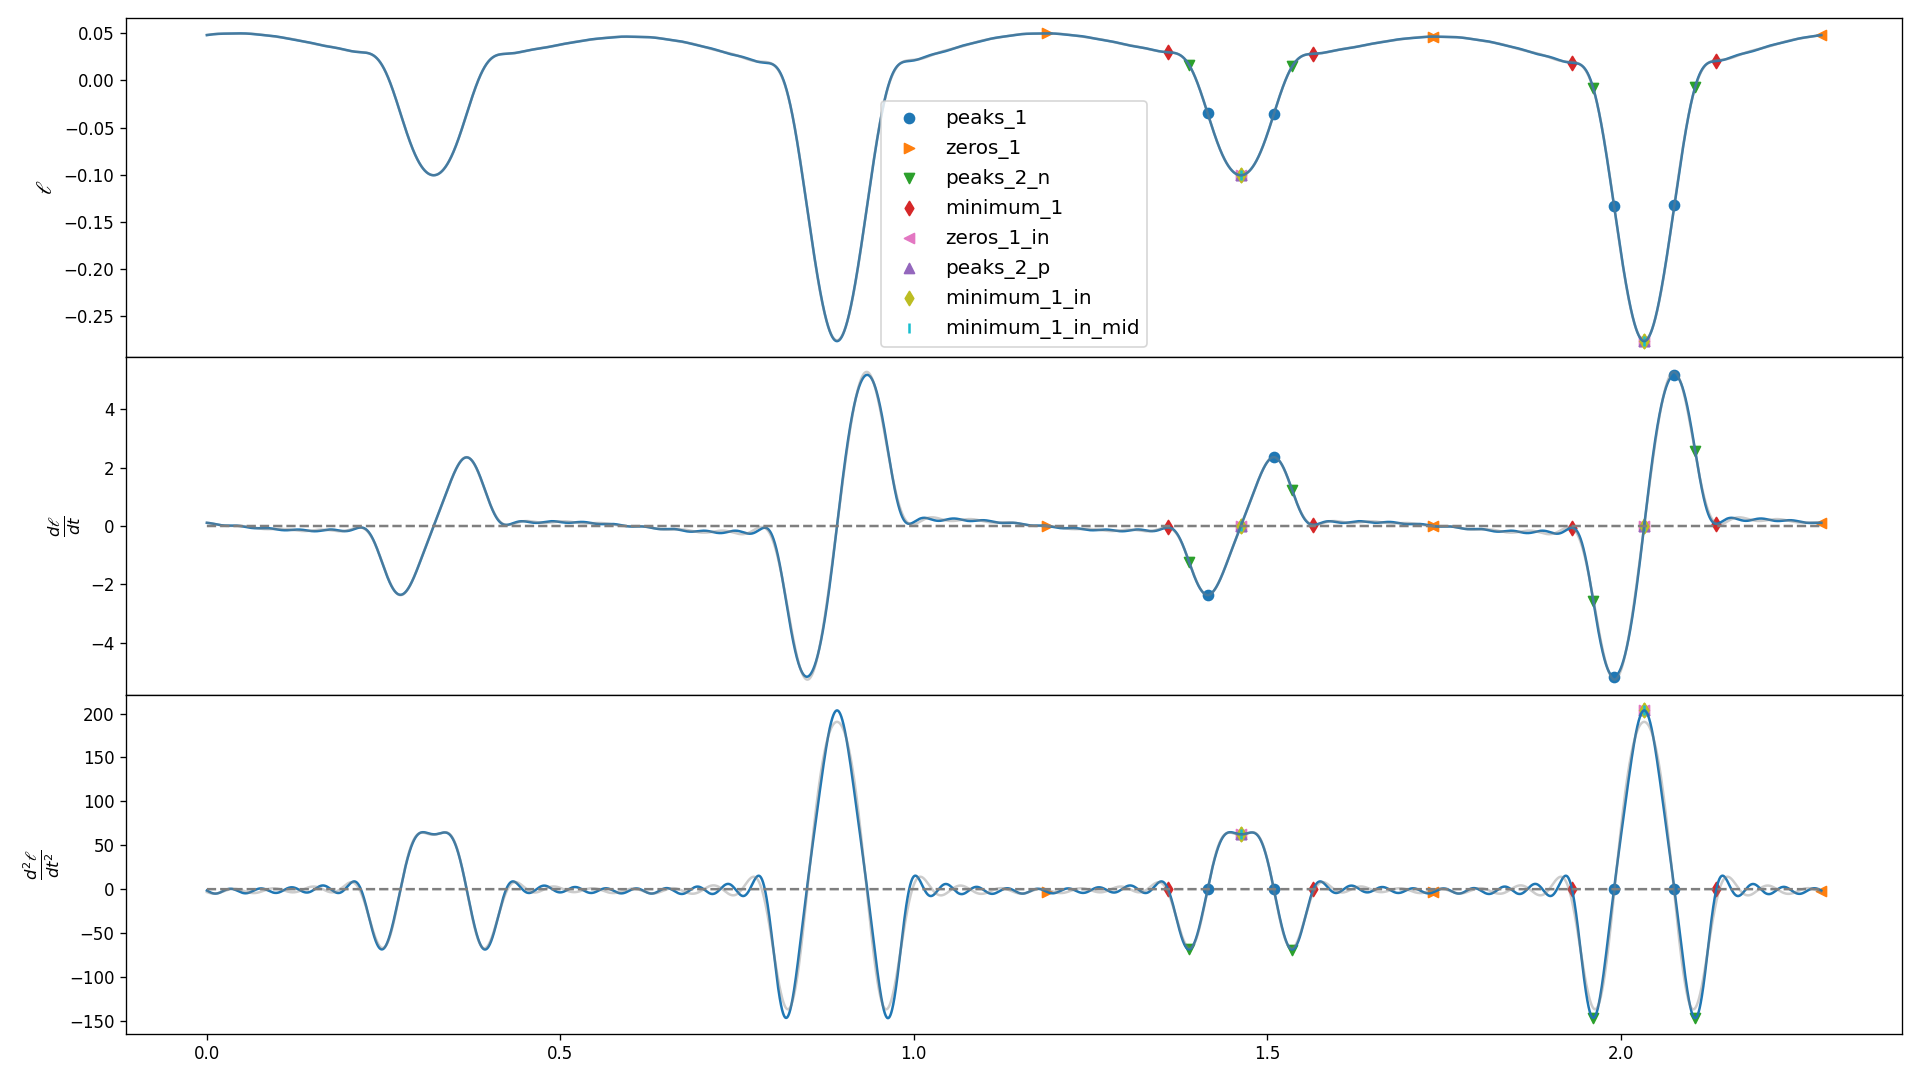 0.05
0.00
−0.05
−0.10
−0.15
−0.20
−0.25
ℓ
peaks_1
zeros_1
peaks_2_n
minimum_1
zeros_1_in
peaks_2_p
minimum_1_in
minimum_1_in_mid
4
2
0
−2
−4
dℓ
dt
200
150
100
50
0
−50
−100
−150
d²ℓ
dt²
0.0 0.5 1.0 1.5 2.0